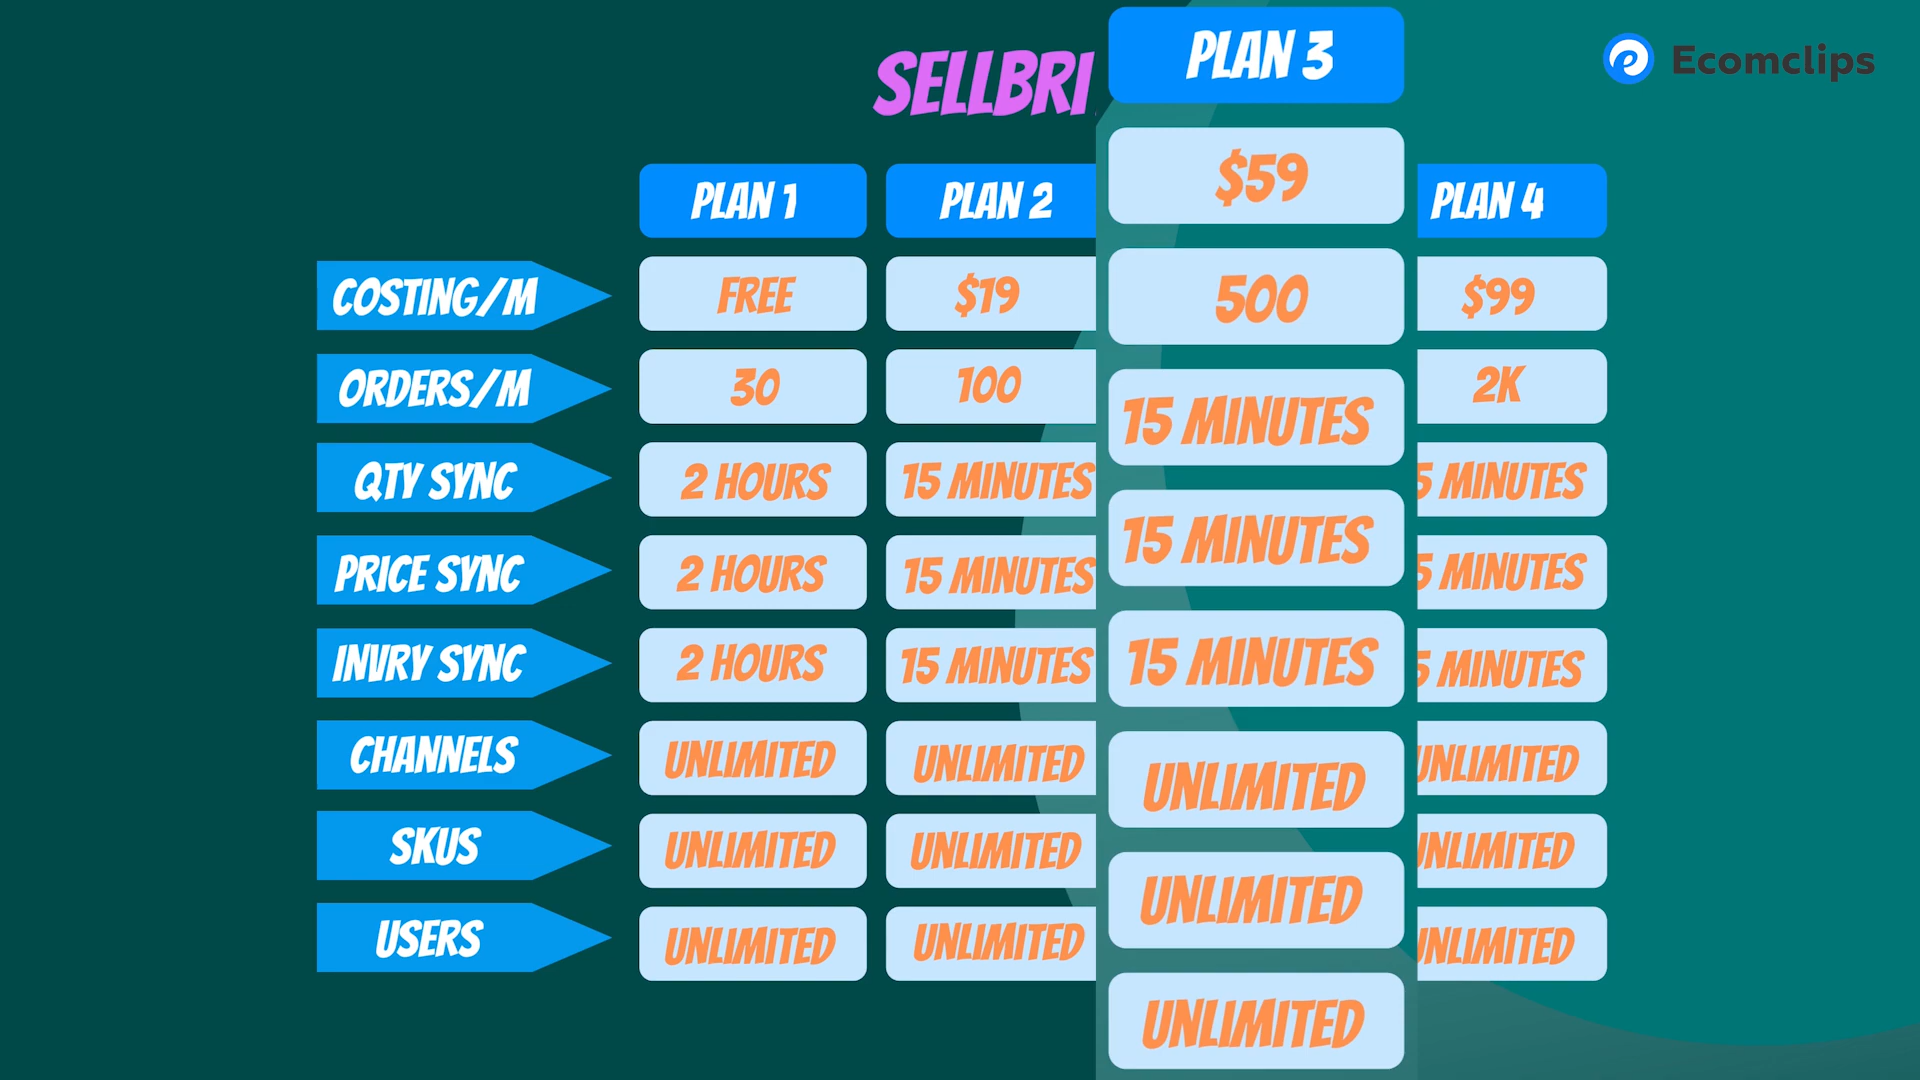 SELLBRI
Ecomclips
PLAN 1 PLAN 2 PLAN 3 PLAN 4
COSTING/M FREE $19 $59 $99
ORDERS/M 30 100 500 2K
QTY SYNC 2 HOURS 15 MINUTES 15 MINUTES 5 MINUTES
PRICE SYNC 2 HOURS 15 MINUTES 15 MINUTES 5 MINUTES
INVRY SYNC 2 HOURS 15 MINUTES 15 MINUTES 5 MINUTES
CHANNELS UNLIMITED UNLIMITED UNLIMITED UNLIMITED
SKUS UNLIMITED UNLIMITED UNLIMITED UNLIMITED
USERS UNLIMITED UNLIMITED UNLIMITED UNLIMITED